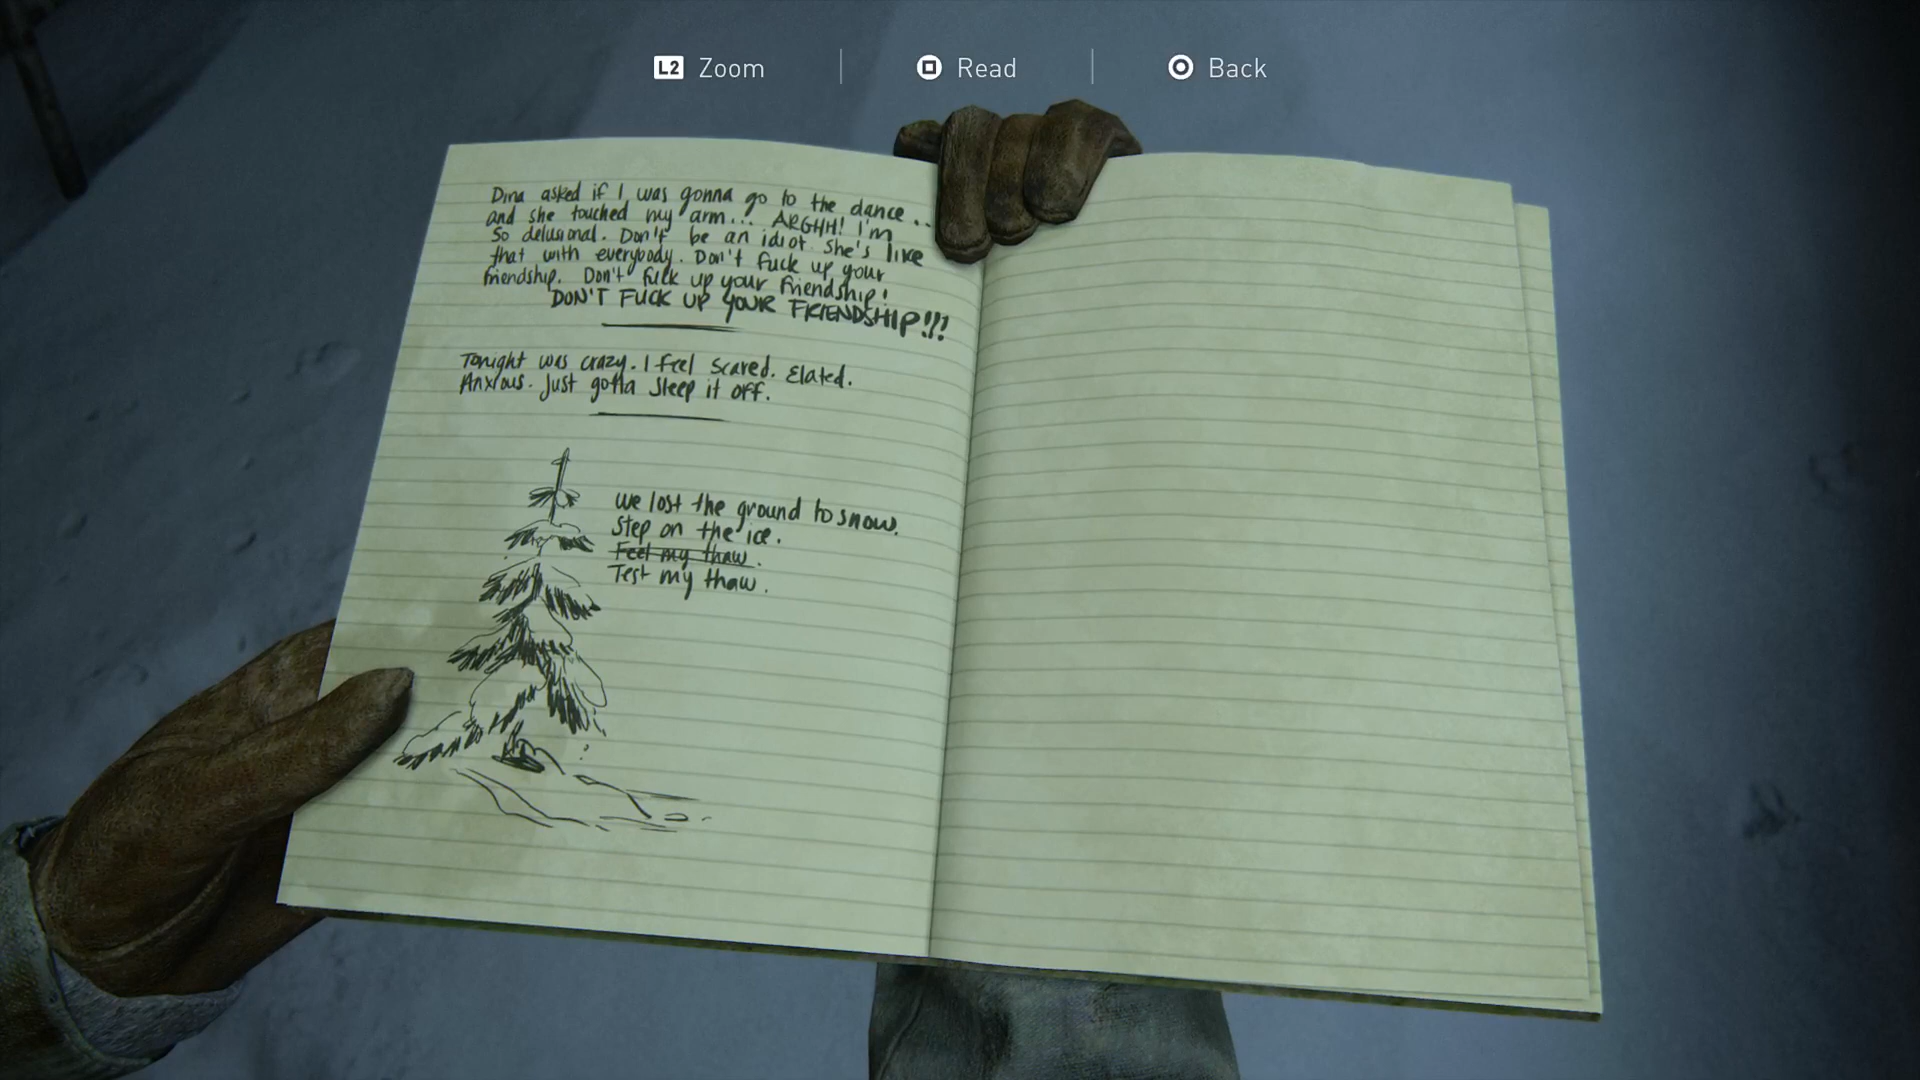 L2 Zoom | Read | Back
Dina asked if I was gonna go to the dance..
and she touched my arm... ARGHH! I'm
so delusional. Don't be an idiot. She's like
that with everybody. Don't fuck up your
friendship. Don't fuck up your friendship!
DON'T FUCK UP YOUR FRIENDSHIP!!!
Tonight was crazy. I feel scared. Elated.
Anxious. Just gotta sleep it off.
We lost the ground to snow.
Step on the ice.
Feel my thaw.
Test my thaw.